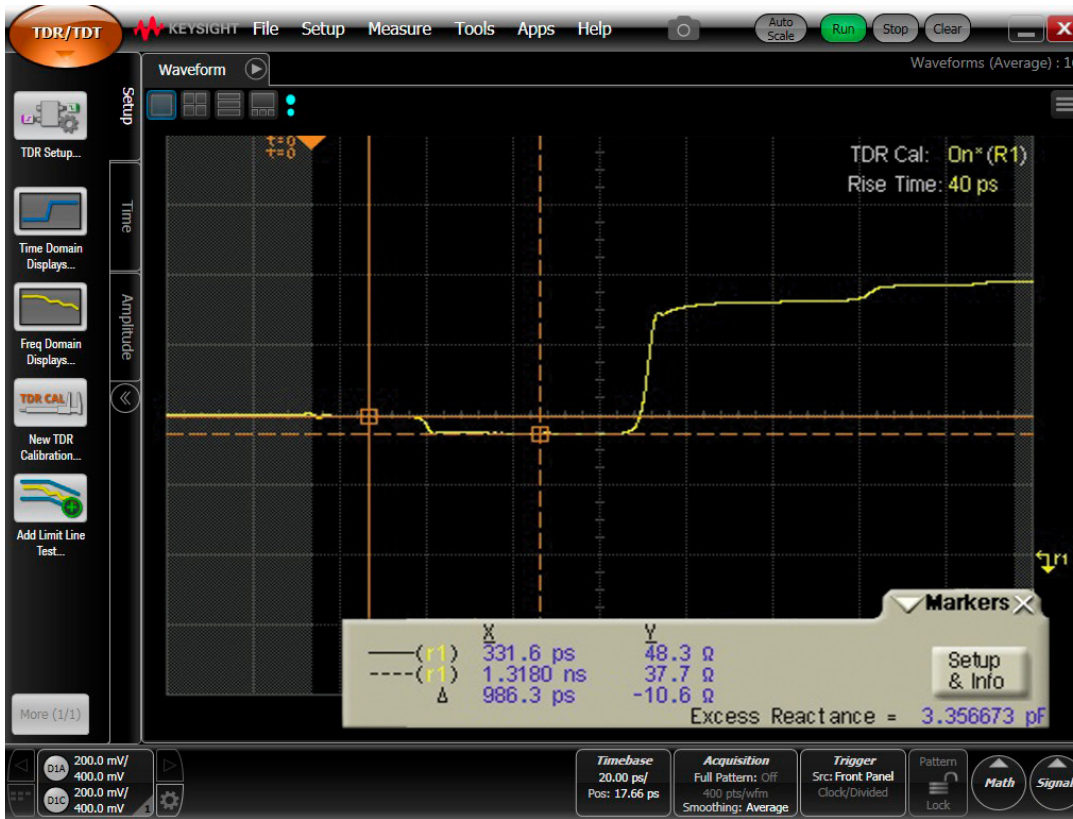 TDR/TDT
KEYSIGHT File Setup Measure Tools Apps Help
Auto Scale
Run Stop Clear
X
Waveform
Waveforms (Average) :
Setup
Time
Amplitude
TDR Setup...
Time Domain
Displays...
Freq Domain
Displays...
TDR CAL
New TDR
Calibration...
Add Limit Line
Test...
More (1/1)
t=0
t=0
TDR Cal: On* (R1)
Rise Time: 40 ps
r1
Markers X
X Y
(r1) 331.6 ps 48.3 Ω
(r1) 1.3180 ns 37.7 Ω
Δ 986.3 ps -10.6 Ω
Excess Reactance = 3.356673 pF
Setup
& Info
D1A 200.0 mV/
400.0 mV
D1C 200.0 mV/
400.0 mV
1
Timebase
20.00 ps/
Pos: 17.66 ps
Acquisition
Full Pattern: Off
400 pts/wfm
Smoothing: Average
Trigger
Src: Front Panel
Clock/Divided
Pattern
Lock
Math
Signal